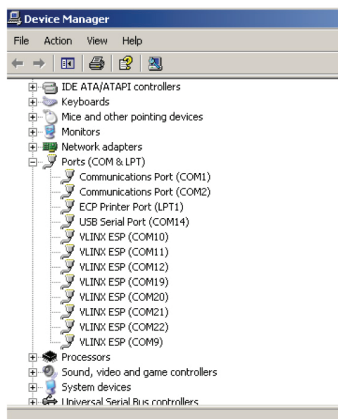 Device Manager
File Action View Help
IDE ATA/ATAPI controllers
Keyboards
Mice and other pointing devices
Monitors
Network adapters
Ports (COM & LPT)
Communications Port (COM1)
Communications Port (COM2)
ECP Printer Port (LPT1)
USB Serial Port (COM14)
VLINX ESP (COM10)
VLINX ESP (COM11)
VLINX ESP (COM12)
VLINX ESP (COM19)
VLINX ESP (COM20)
VLINX ESP (COM21)
VLINX ESP (COM22)
VLINX ESP (COM9)
Processors
Sound, video and game controllers
System devices
Universal Serial Bus controllers